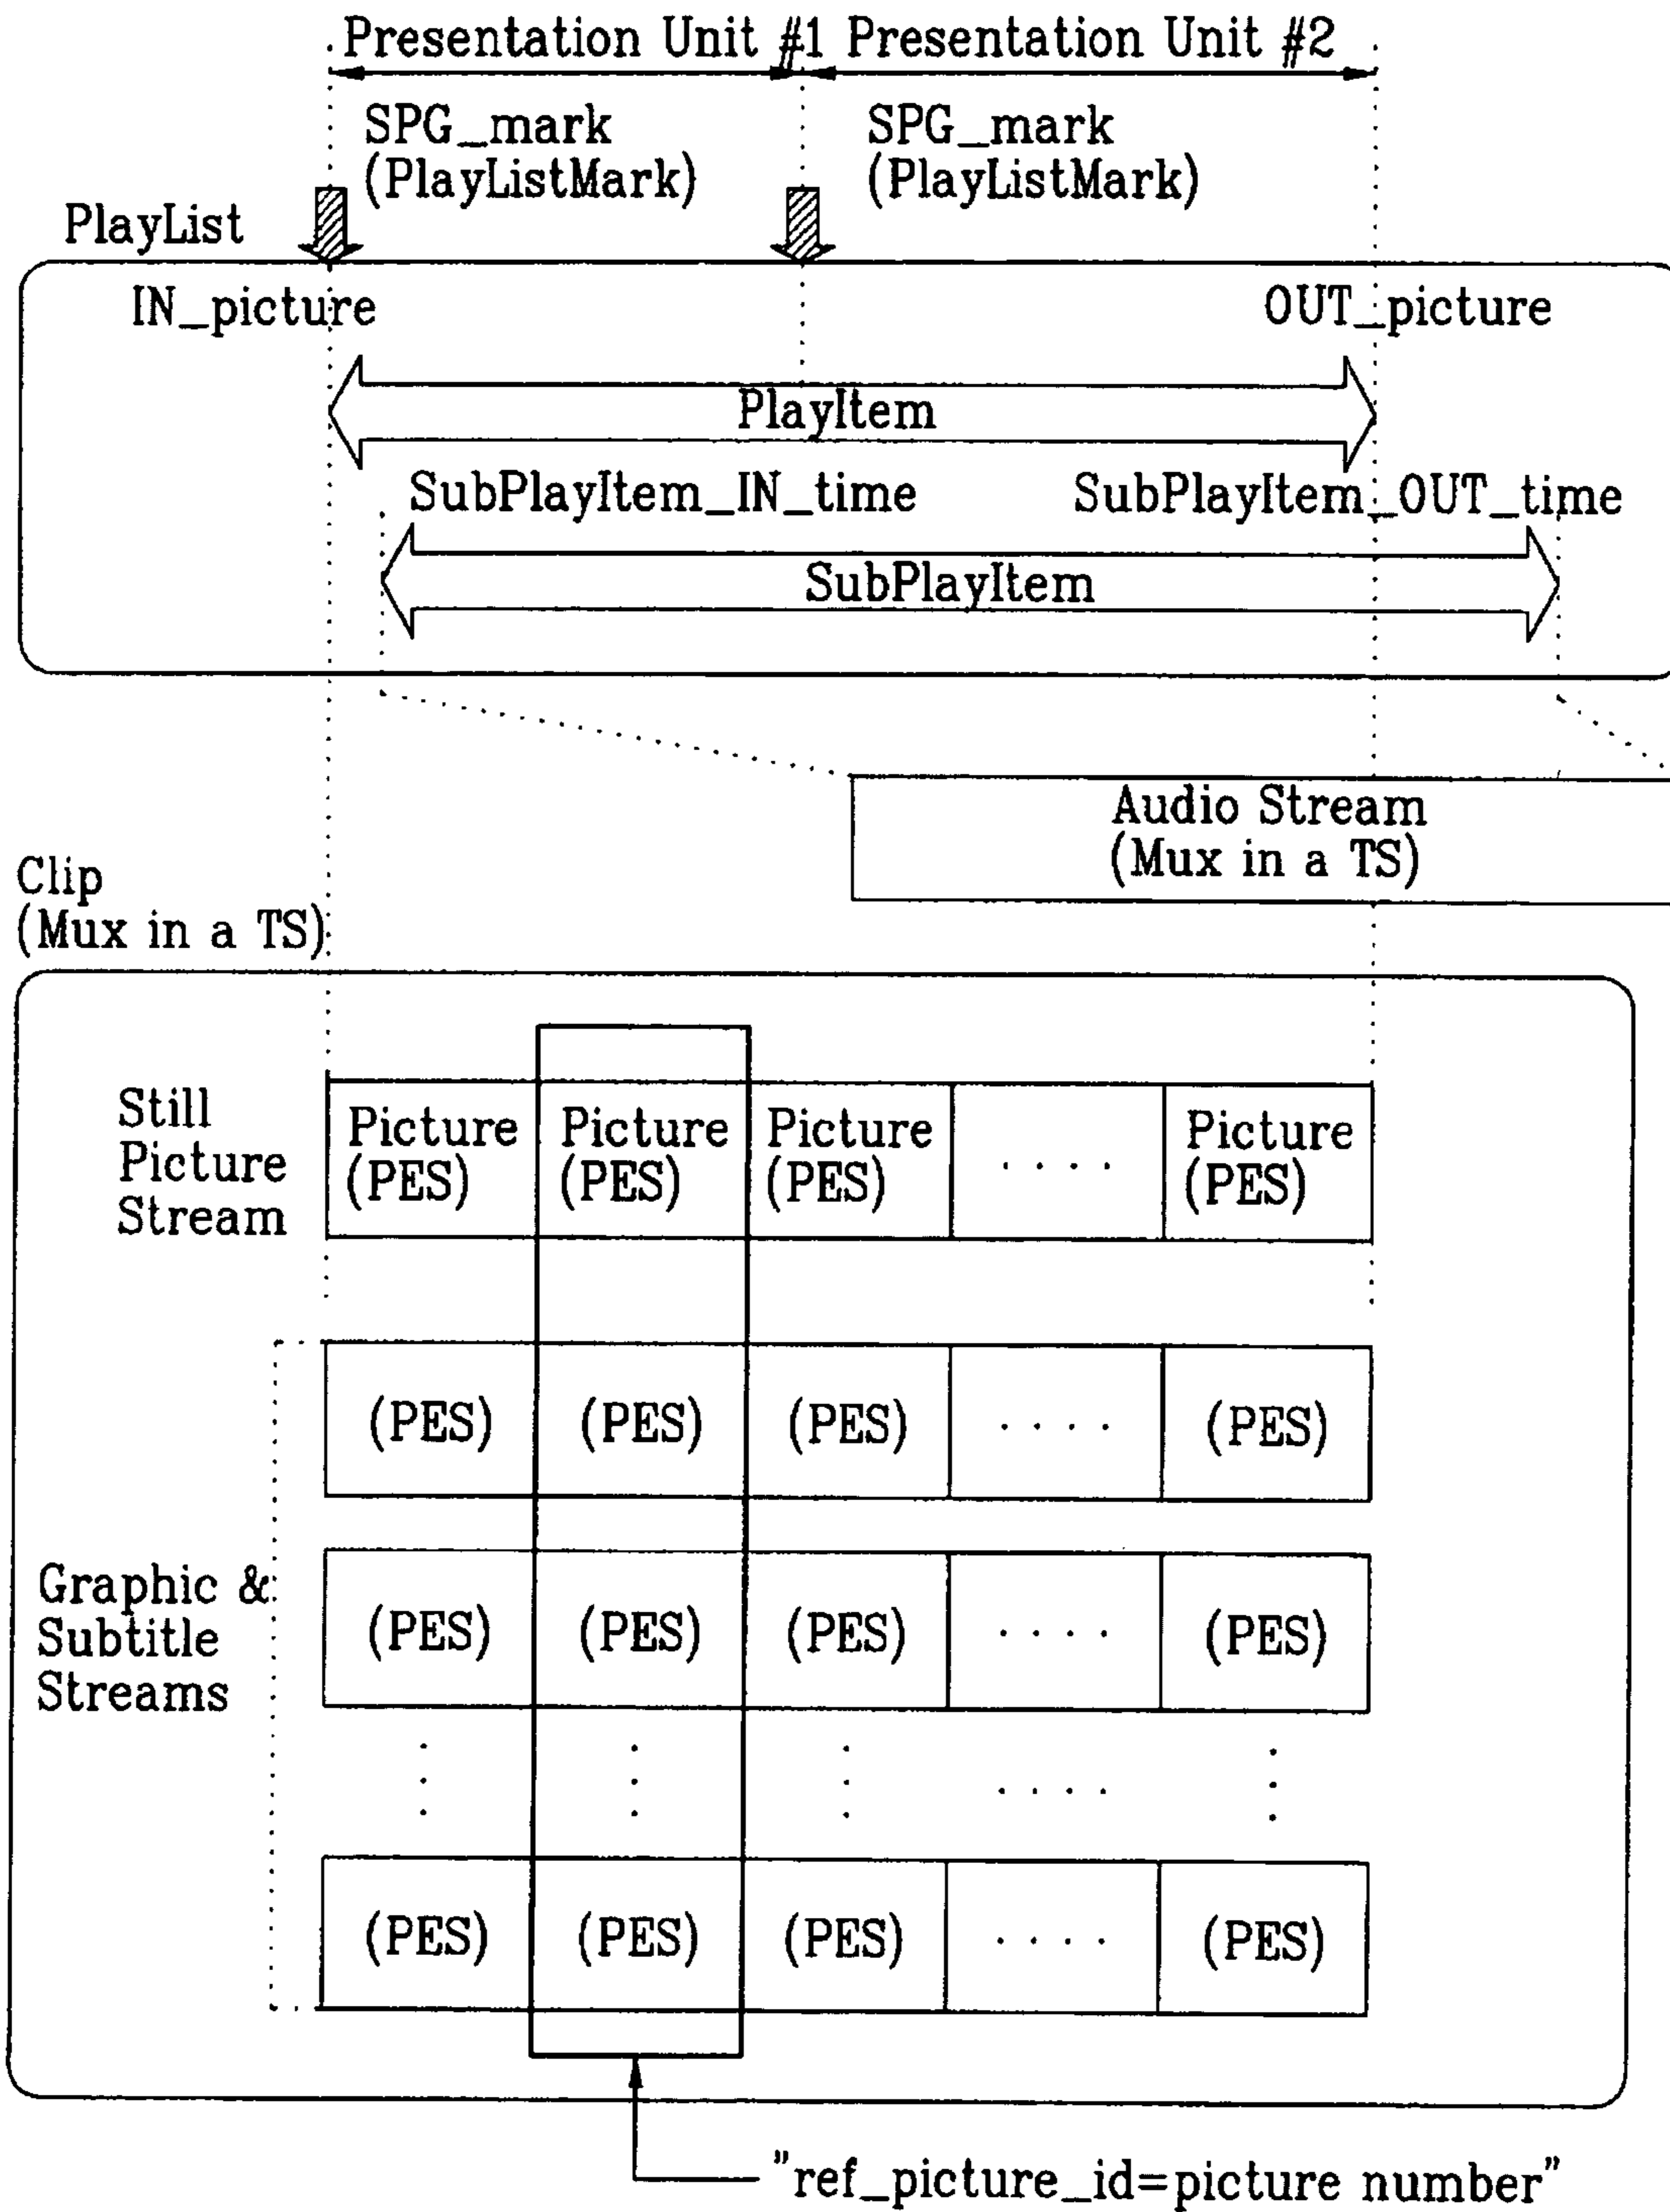 Presentation Unit #1 Presentation Unit #2
SPG_mark
(PlayListMark)
SPG_mark
(PlayListMark)
PlayList
IN_picture
OUT_picture
PlayItem
SubPlayItem_IN_time
SubPlayItem_OUT_time
SubPlayItem
Audio Stream
(Mux in a TS)
Clip
(Mux in a TS)
Still
Picture
Stream
Picture
(PES)
Picture
(PES)
Picture
(PES)
. . . .
Picture
(PES)
(PES)
(PES)
(PES)
. . . .
(PES)
Graphic &
Subtitle
Streams
(PES)
(PES)
(PES)
. . . .
(PES)
. . . .
(PES)
(PES)
(PES)
. . . .
(PES)
"ref_picture_id=picture number"